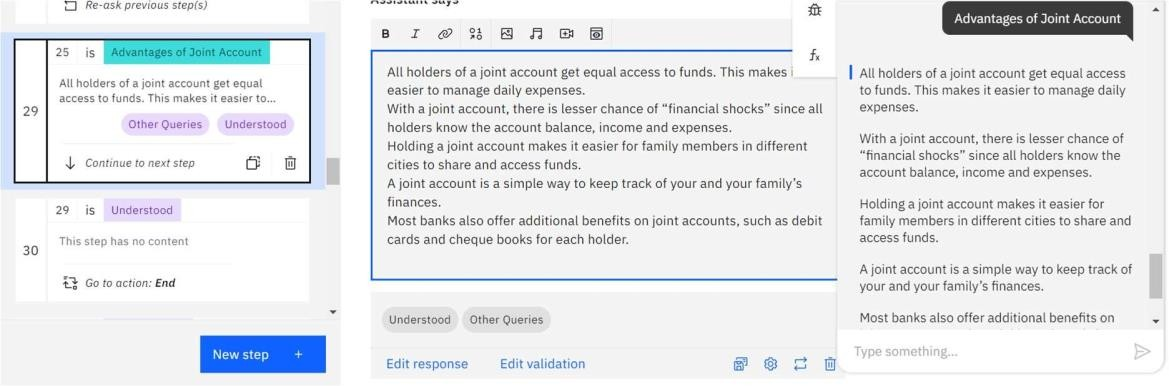 Re-ask previous step(s)
25 is Advantages of Joint Account
29
All holders of a joint account get equal
access to funds. This makes it easier to...
Other Queries Understood
Continue to next step
29 is Understood
30
This step has no content
Go to action: End
New step +
Assistant says
B I
All holders of a joint account get equal access to funds. This makes
easier to manage daily expenses.
With a joint account, there is lesser chance of “financial shocks” since all
holders know the account balance, income and expenses.
Holding a joint account makes it easier for family members in different
cities to share and access funds.
A joint account is a simple way to keep track of your and your family’s
finances.
Most banks also offer additional benefits on joint accounts, such as debit
cards and cheque books for each holder.
Understood Other Queries
Edit response Edit validation
fx
Advantages of Joint Account
All holders of a joint account get equal access
to funds. This makes it easier to manage daily
expenses.
With a joint account, there is lesser chance of
“financial shocks” since all holders know the
account balance, income and expenses.
Holding a joint account makes it easier for
family members in different cities to share and
access funds.
A joint account is a simple way to keep track of
your and your family’s finances.
Most banks also offer additional benefits on
Type something...